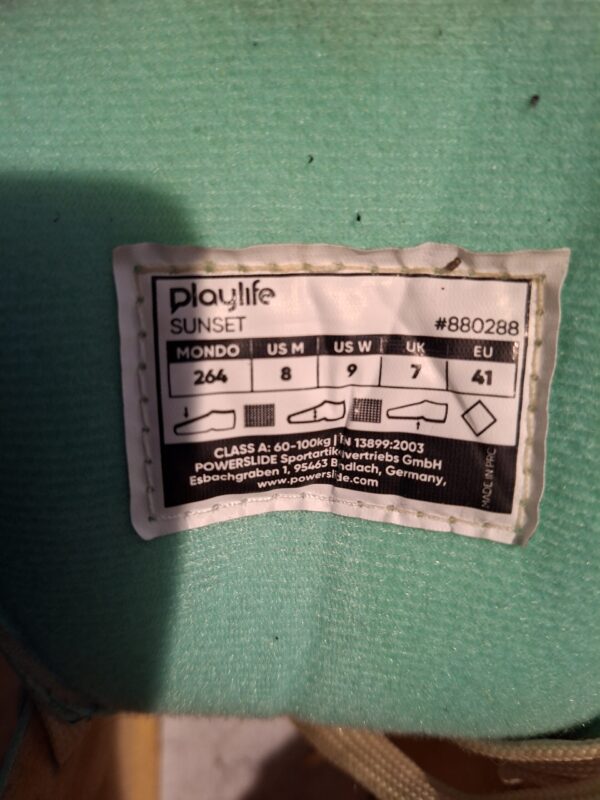 playlife
SUNSET #880288
MONDO US M US W UK EU
264 8 9 7 41
CLASS A: 60-100kg | EN 13899:2003
POWERSLIDE Sportartikelvertriebs GmbH
Esbachgraben 1, 95463 Bindlach, Germany,
www.powerslide.com
MADE IN PRC